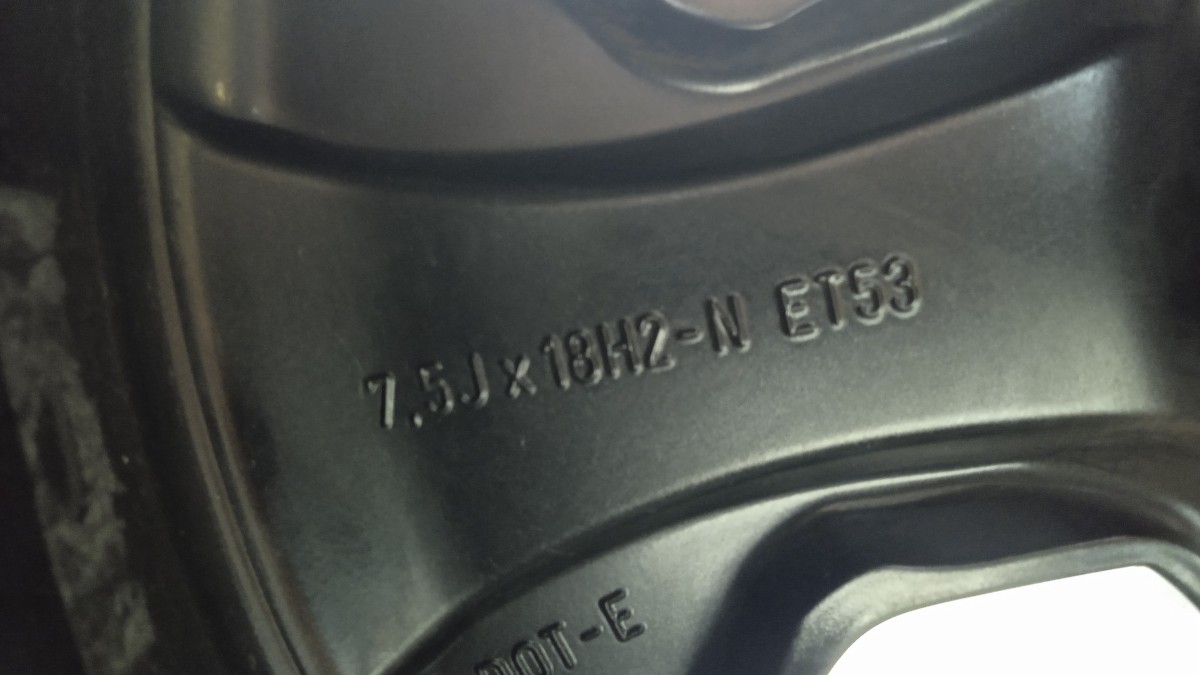 7.5J x 18H2-N ET53
DOT-E